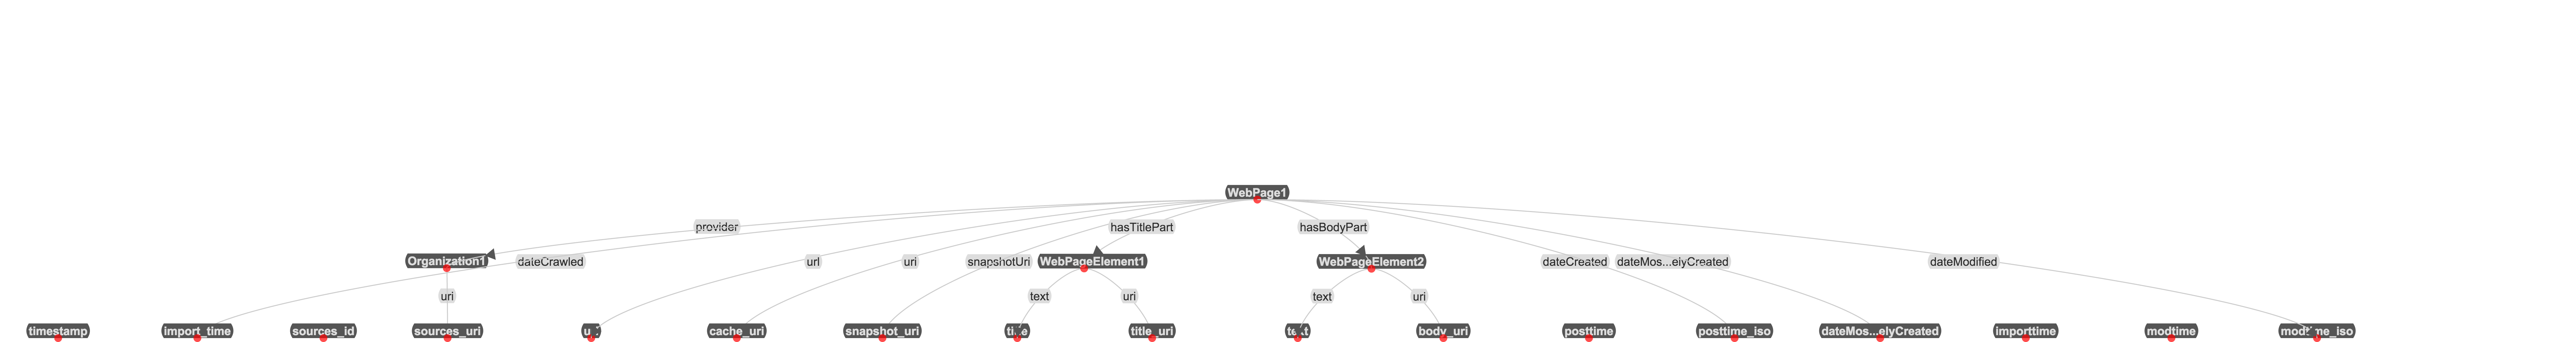 WebPage1
provider
hasTitlePart
hasBodyPart
Organization1
dateCrawled
url
uri
snapshotUri
WebPageElement1
WebPageElement2
dateCreated
dateMos...elyCreated
dateModified
uri
text
uri
text
uri
timestamp
import_time
sources_id
sources_uri
cache_uri
snapshot_uri
title
title_uri
text
body_uri
posttime
posttime_iso
dateMos...elyCreated
importtime
modtime
modtime_iso